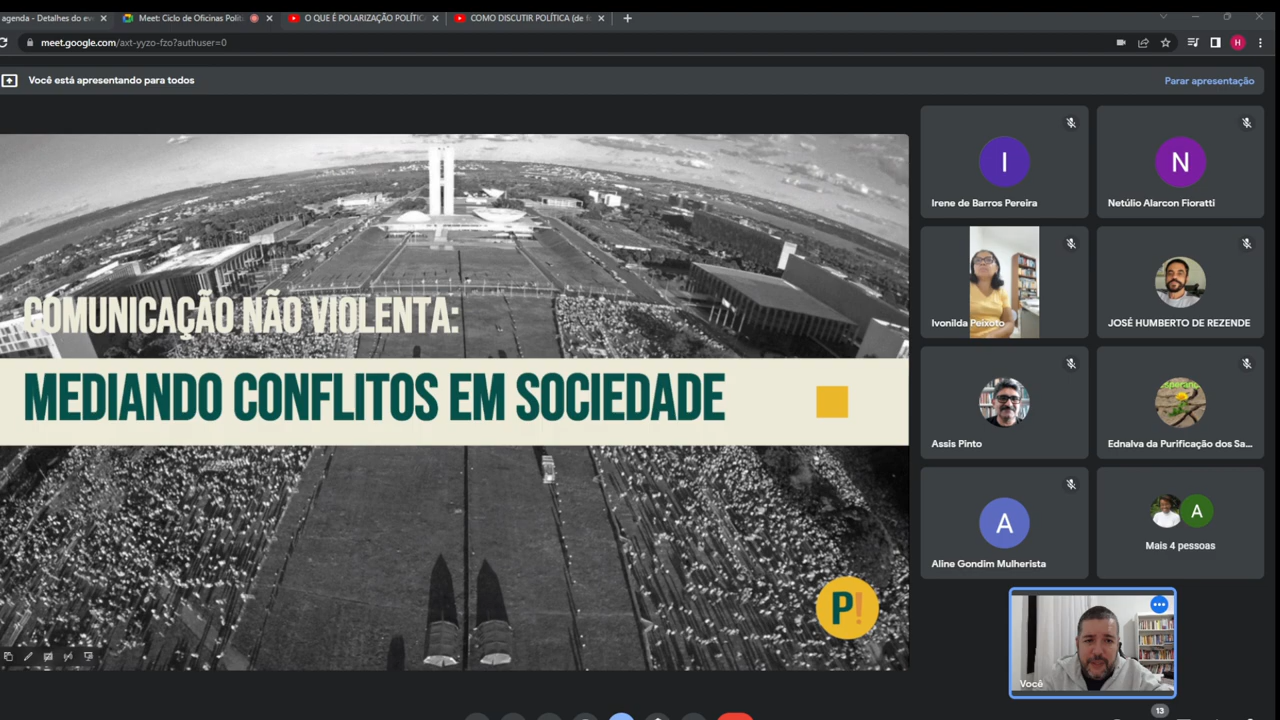 agenda - Detalhes do ev
Meet: Ciclo de Oficinas Polít
O QUE É POLARIZAÇÃO POLÍTIC
COMO DISCUTIR POLÍTICA (de f
meet.google.com/axt-yyzo-fzo?authuser=0
H
Você está apresentando para todos
Parar apresentação
COMUNICAÇÃO NÃO VIOLENTA:
MEDIANDO CONFLITOS EM SOCIEDADE
P!
I
Irene de Barros Pereira
N
Netúlio Alarcon Fioratti
Ivonilda Peixoto
JOSÉ HUMBERTO DE REZENDE
Assis Pinto
speranç
Ednalva da Purificação dos Sa...
A
Aline Gondim Mulherista
A
Mais 4 pessoas
Você
13